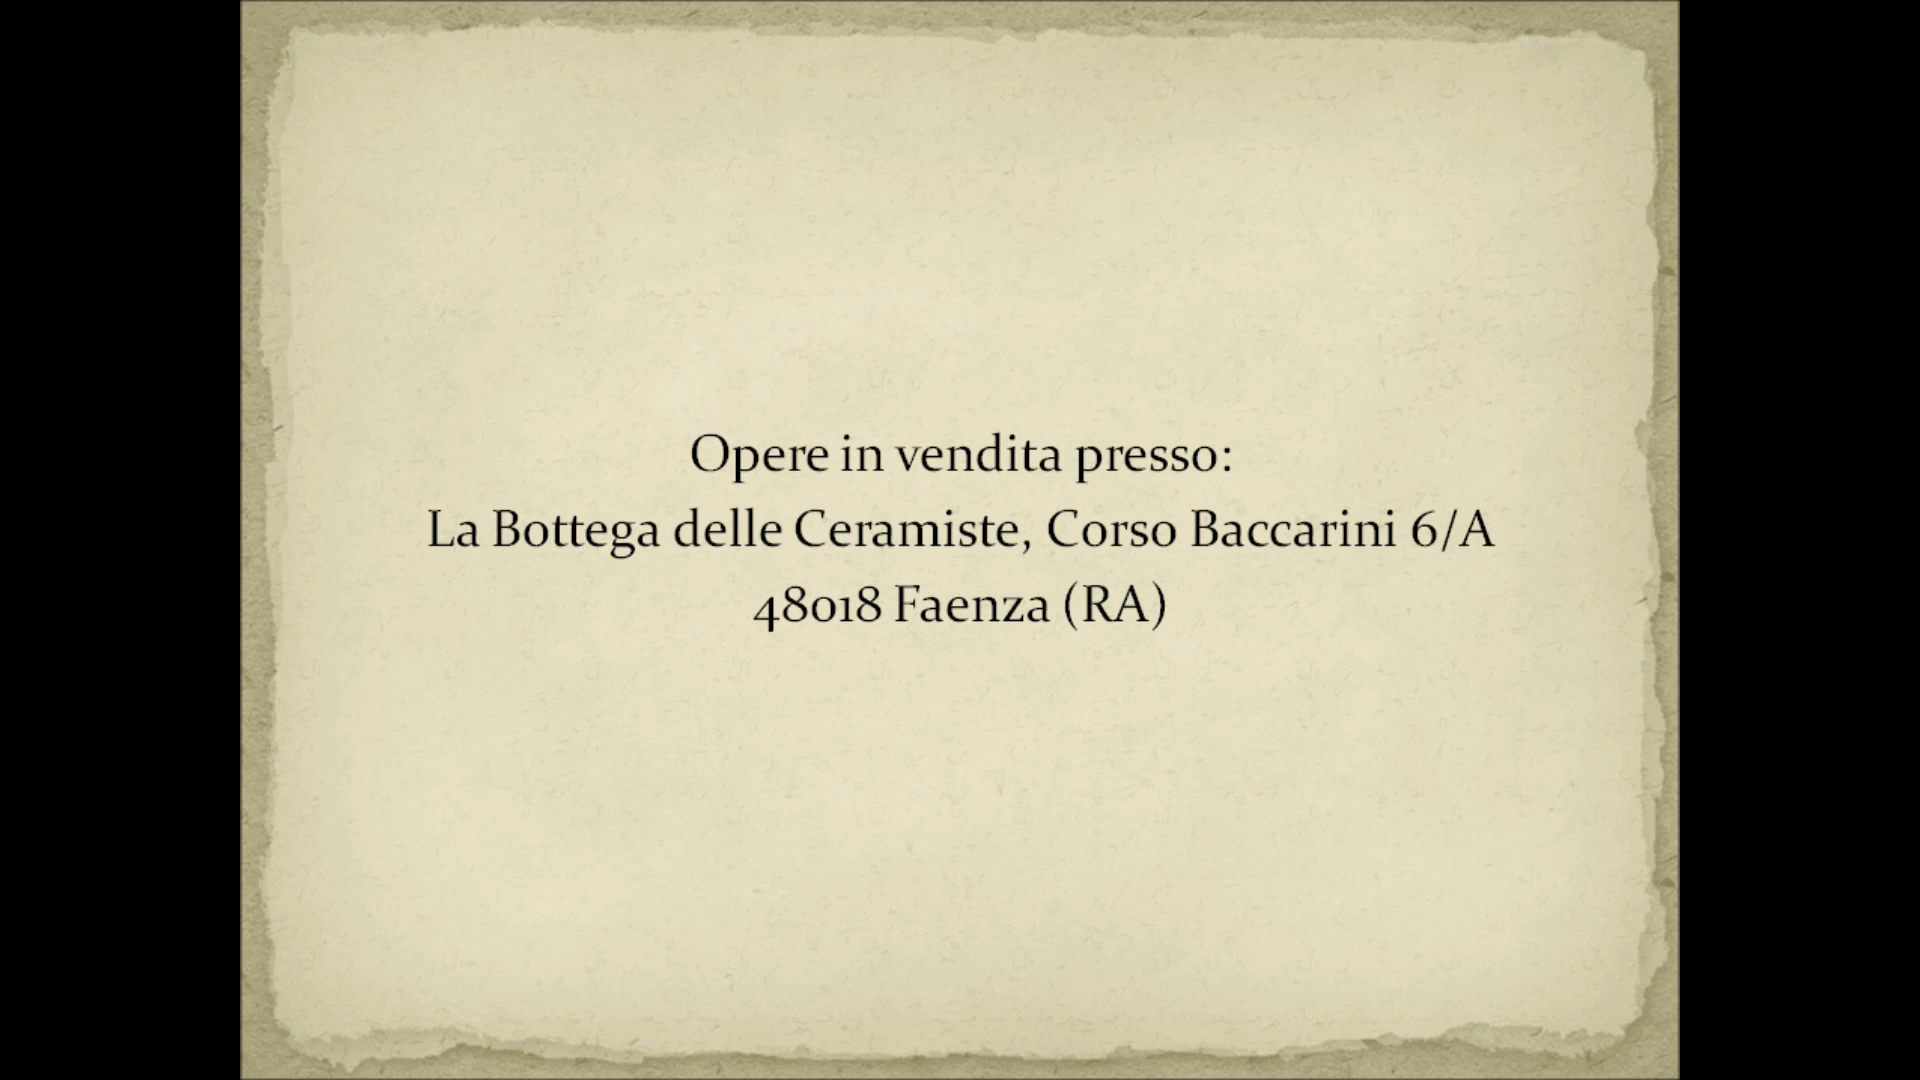 Opere in vendita presso:
La Bottega delle Ceramiste, Corso Baccarini 6/A
48018 Faenza (RA)